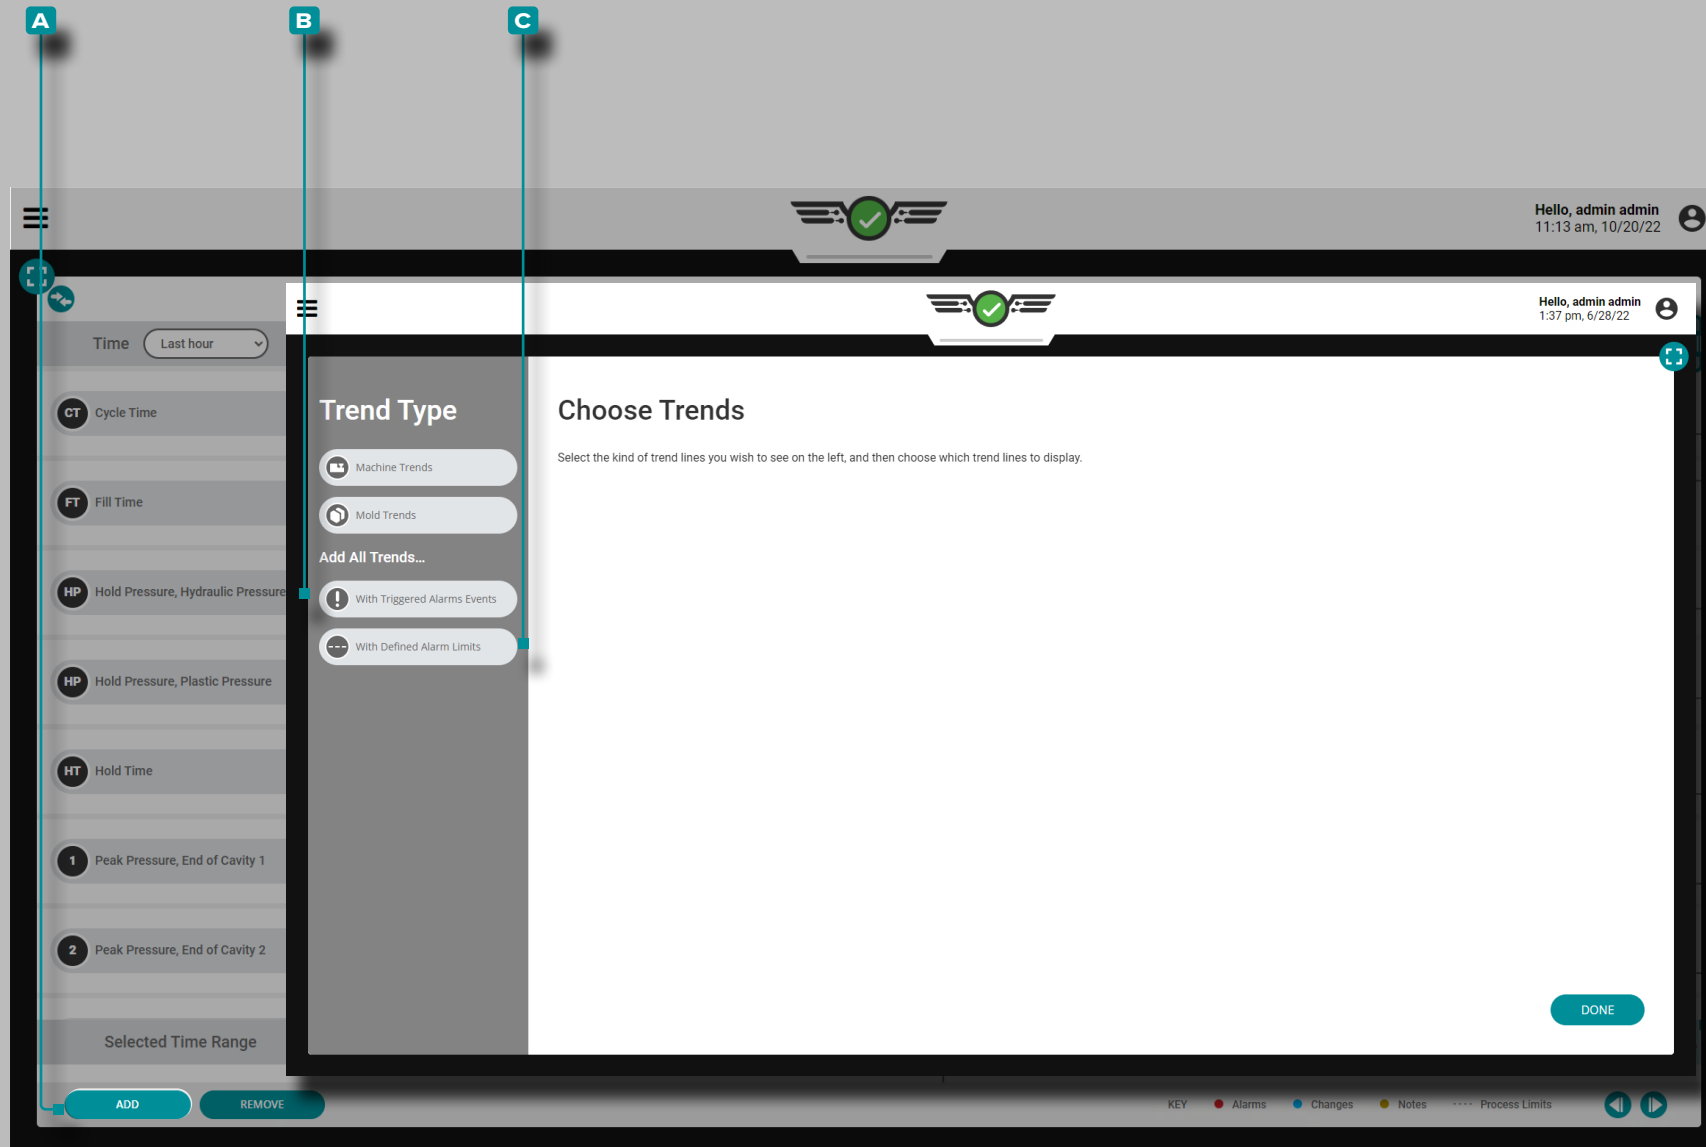 A
B
C
Hello, admin admin
11:13 am, 10/20/22
Hello, admin admin
1:37 pm, 6/28/22
Time
Last hour
CT Cycle Time
FT Fill Time
HP Hold Pressure, Hydraulic Pressure
HP Hold Pressure, Plastic Pressure
HT Hold Time
1 Peak Pressure, End of Cavity 1
2 Peak Pressure, End of Cavity 2
Selected Time Range
ADD
REMOVE
Trend Type
Machine Trends
Mold Trends
Add All Trends...
With Triggered Alarms Events
With Defined Alarm Limits
Choose Trends
Select the kind of trend lines you wish to see on the left, and then choose which trend lines to display.
DONE
KEY
Alarms
Changes
Notes
Process Limits